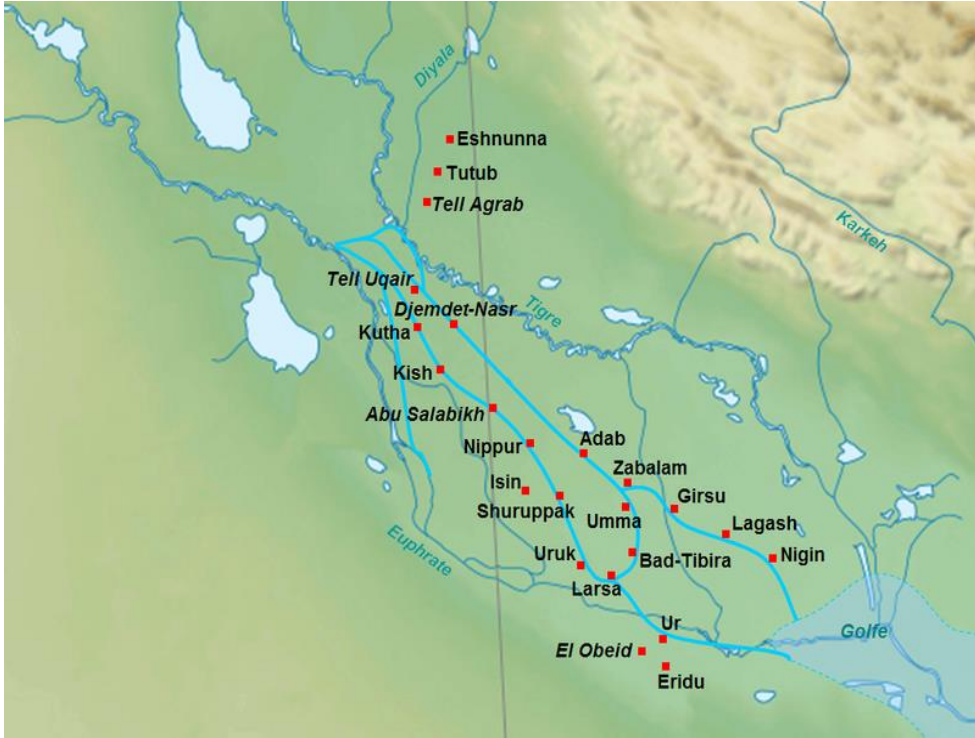 Diyala
Eshnunna
Tutub
Tell Agrab
Karkeh
Tell Uqair
Djemdet-Nasr
Tigre
Kutha
Kish
Abu Salabikh
Nippur
Adab
Zabalam
Isin
Girsu
Shuruppak
Umma
Lagash
Euphrate
Uruk
Bad-Tibira
Nigin
Larsa
Ur
Golfe
El Obeid
Eridu